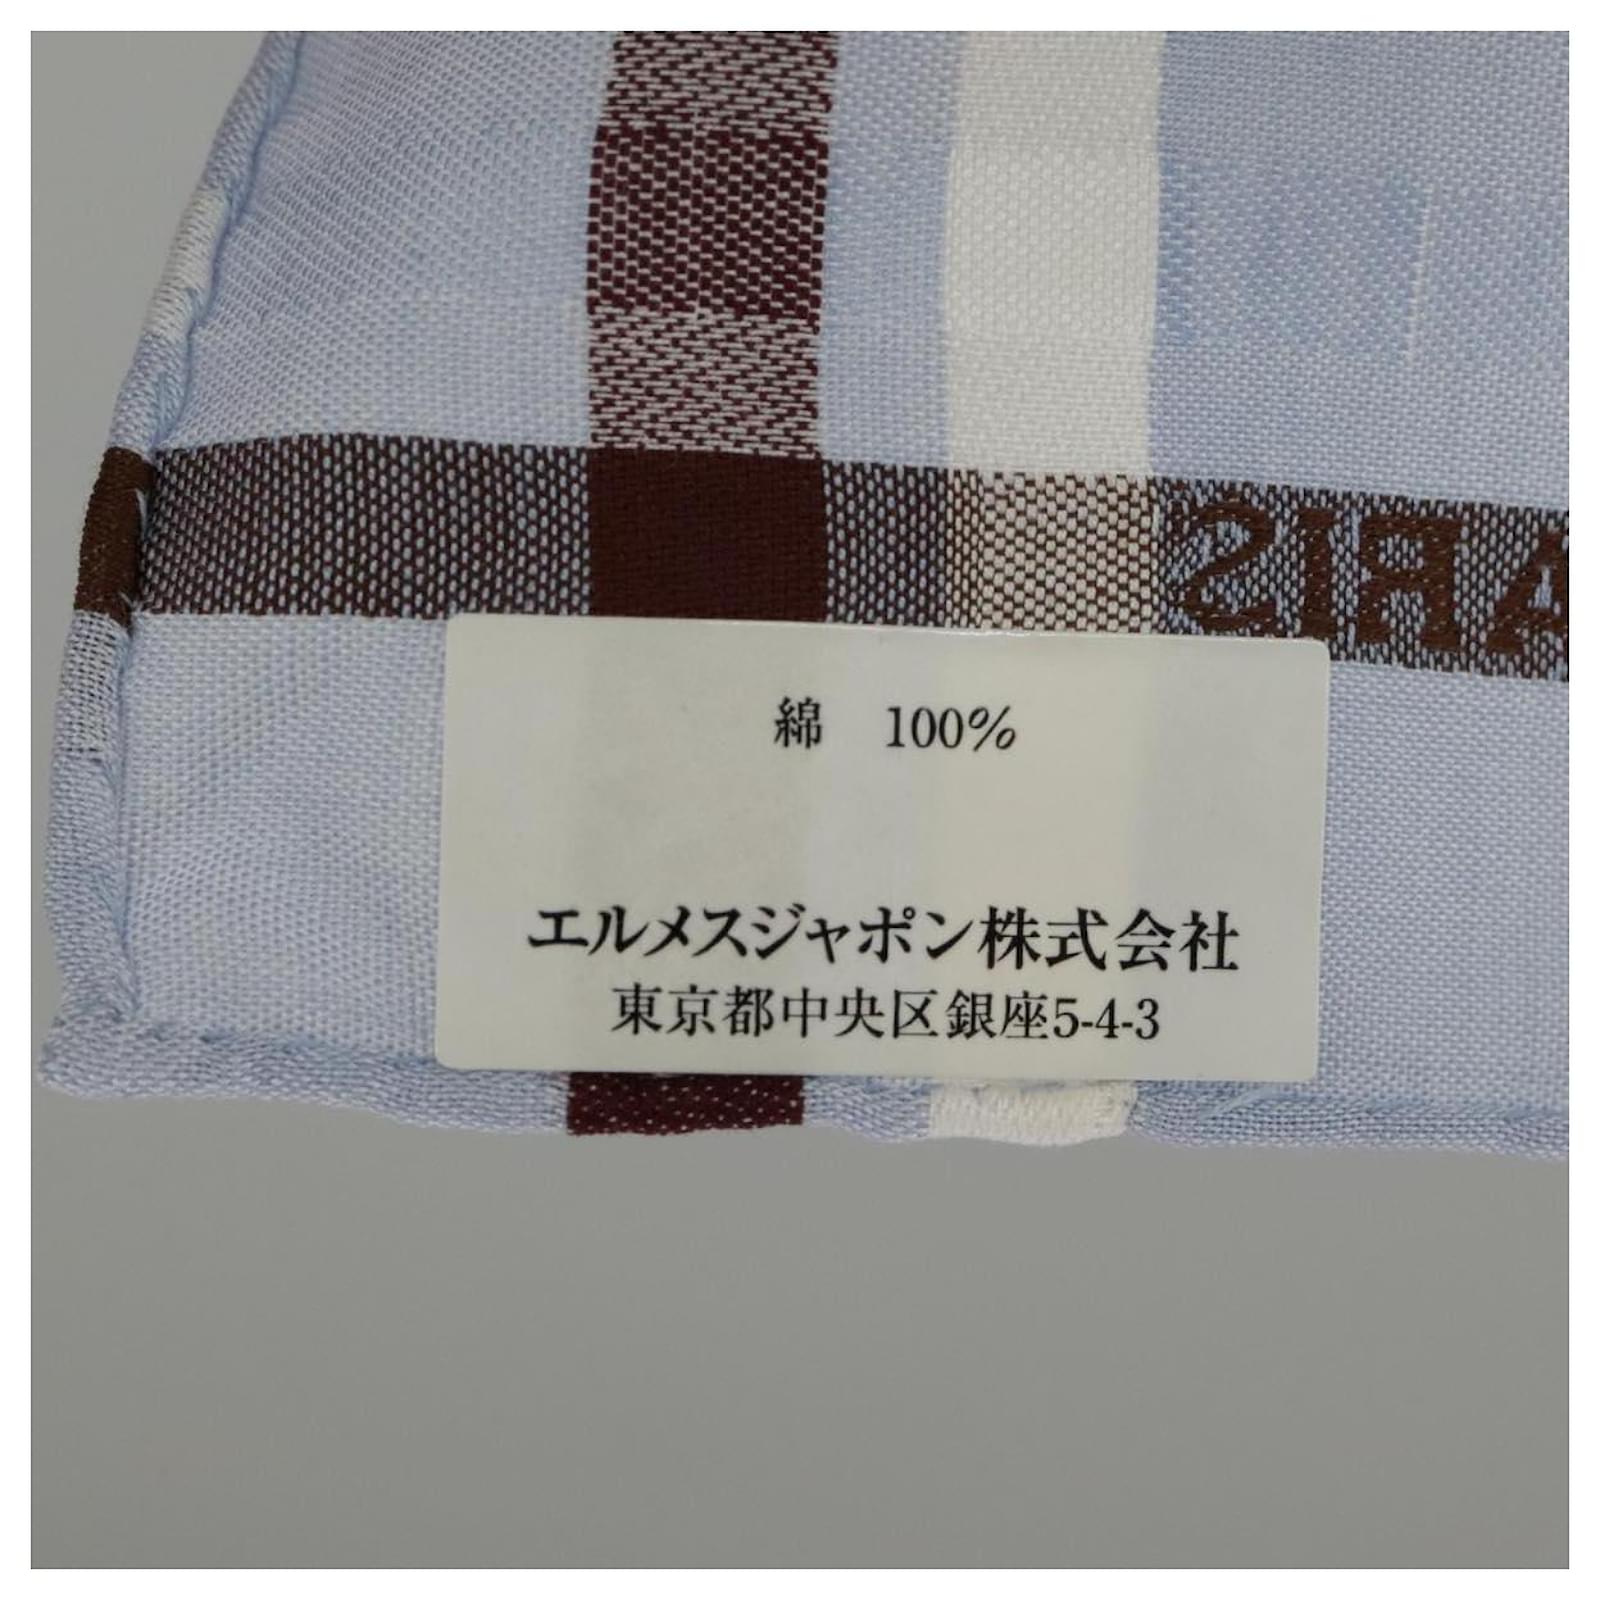 ARIS
綿　100%
エルメスジャポン株式会社
東京都中央区銀座5-4-3